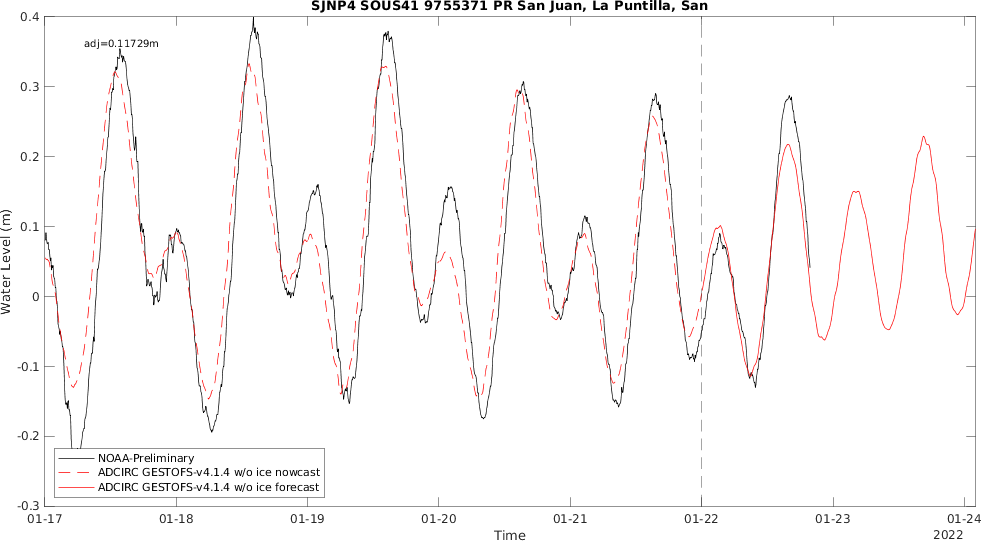 SJNP4 SOUS41 9755371 PR San Juan, La Puntilla, San
adj=0.11729m
0.4
0.3
0.2
0.1
0
-0.1
-0.2
-0.3
Water Level (m)
NOAA-Preliminary
ADCIRC GESTOFS-v4.1.4 w/o ice nowcast
ADCIRC GESTOFS-v4.1.4 w/o ice forecast
01-17 01-18 01-19 01-20 01-21 01-22 01-23 01-24
Time
2022